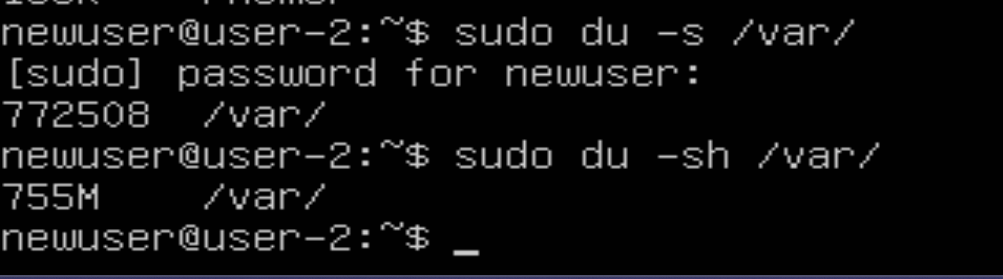 newuser@user-2:~$ sudo du -s /var/
[sudo] password for newuser:
772508  /var/
newuser@user-2:~$ sudo du -sh /var/
755M    /var/
newuser@user-2:~$ _